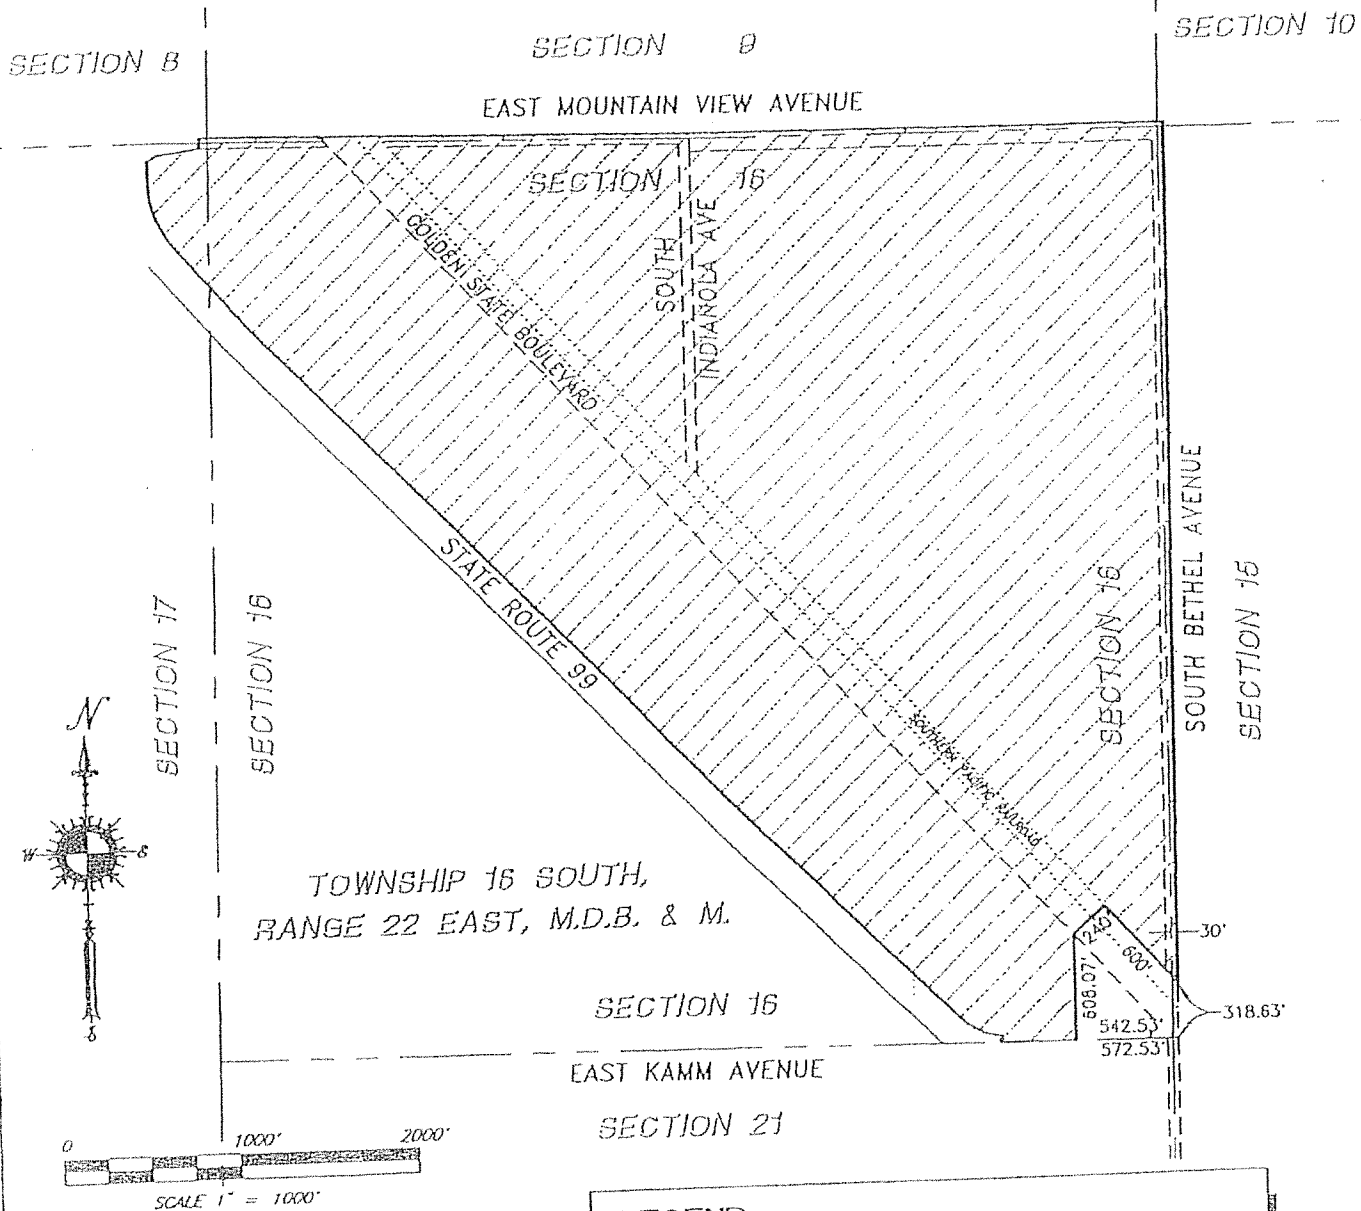 SECTION 8
SECTION 9
SECTION 10
EAST MOUNTAIN VIEW AVENUE
SECTION 16
GOLDEN STATE BOULEVARD
SOUTH
INDIANOLA AVE
STATE ROUTE 99
SOUTH BETHEL AVENUE
SECTION 17
SECTION 16
SECTION 16
SECTION 15
SOUTHERN PACIFIC RAILROAD
N
W
S
TOWNSHIP 16 SOUTH,
RANGE 22 EAST, M.D.B. & M.
240'
600'
30'
608.07'
318.63'
542.53'
572.53'
SECTION 16
EAST KAMM AVENUE
SECTION 21
0 1000' 2000'
SCALE 1" = 1000'
LEGEND